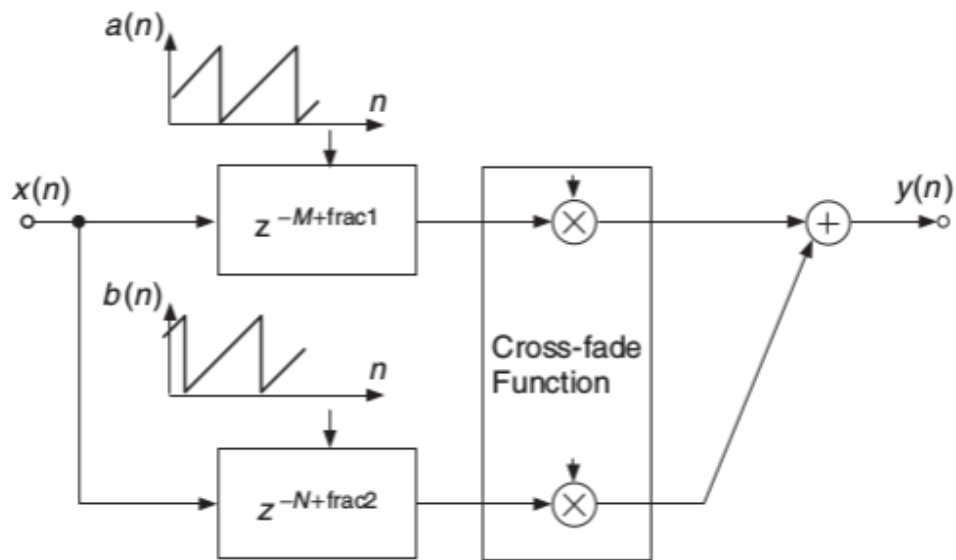 a(n)
n
x(n)
y(n)
z^{-M+frac1}
b(n)
n
Cross-fade
Function
z^{-N+frac2}